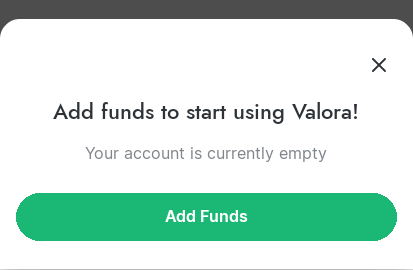 Add funds to start using Valora!
Your account is currently empty
Add Funds